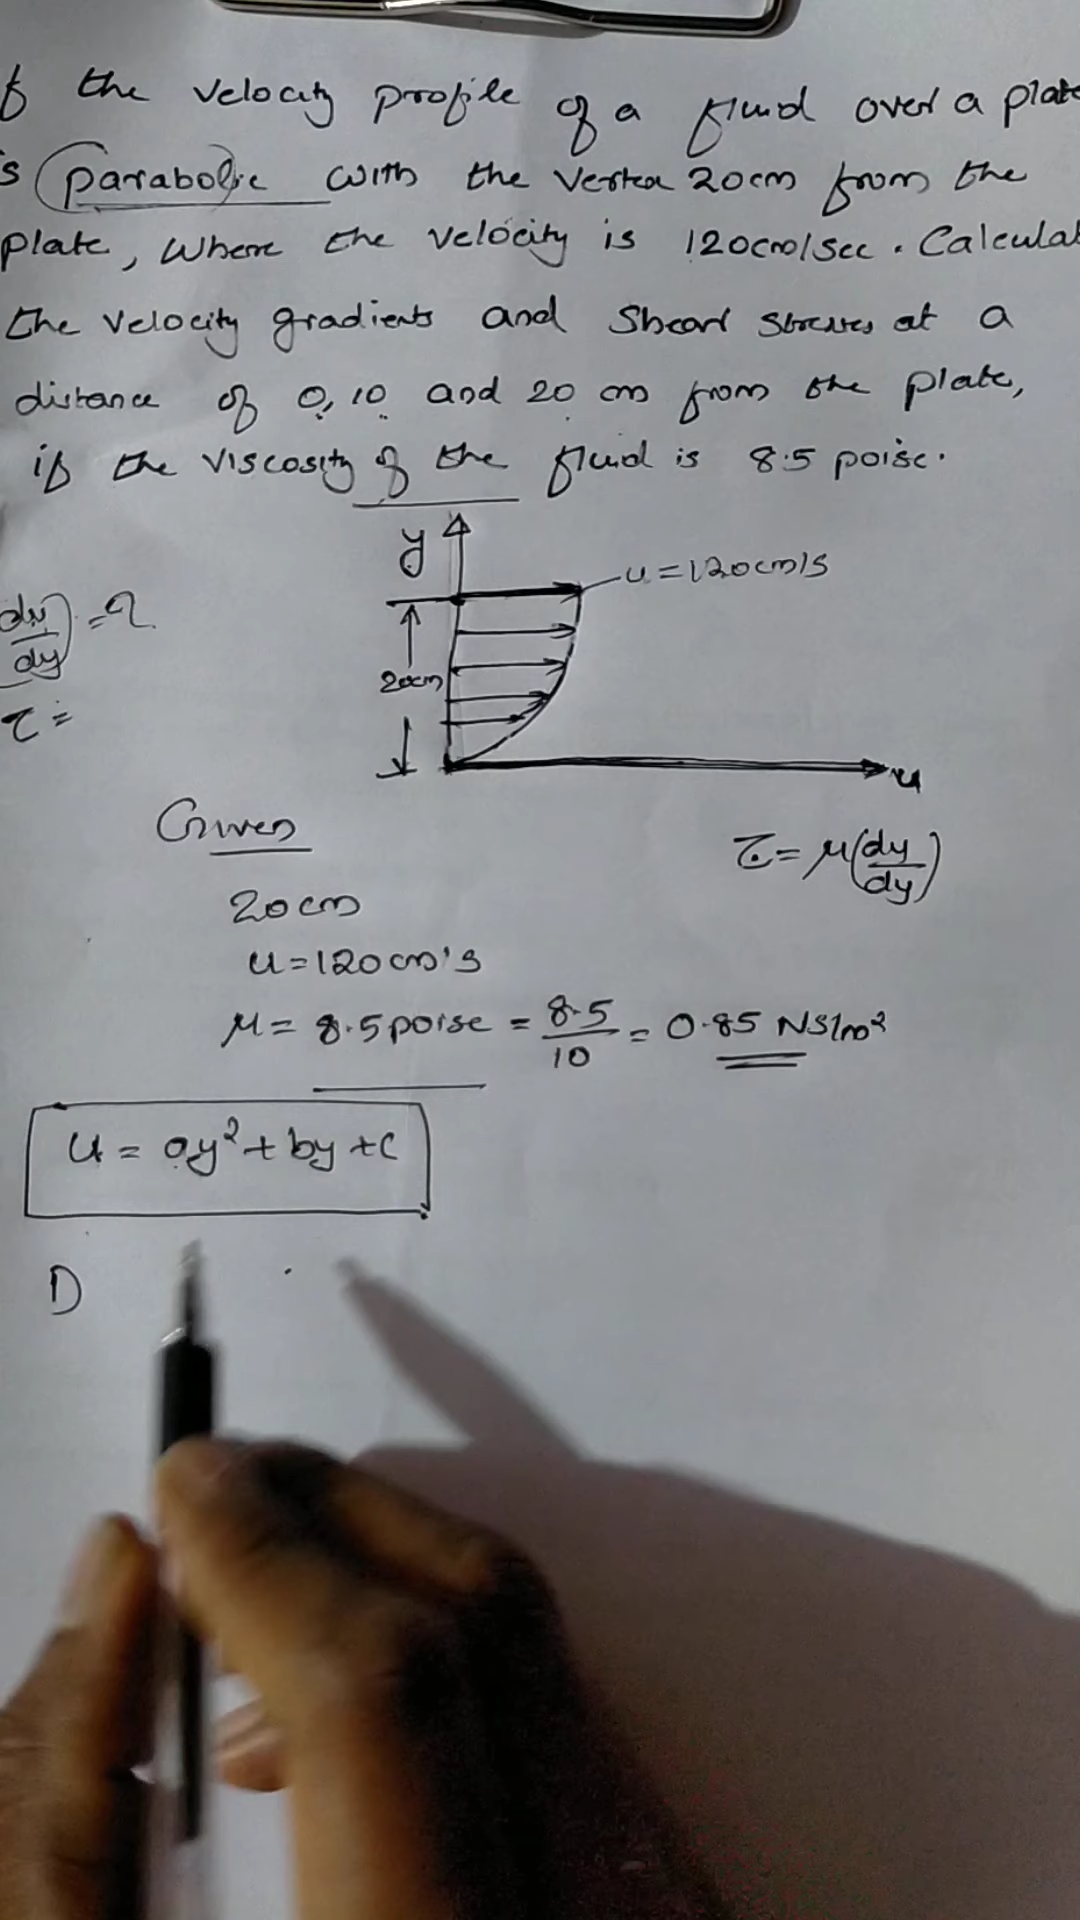 the velocity profile of a fluid over a plate
parabolic with the vertex 20cm from the
plate, where the velocity is 120cm/sec. Calculat
the velocity gradients and shear stresses at a
distance of 0, 10 and 20 cm from the plate,
if the viscosity of the fluid is 8.5 poise.
y
u = 120cm/s
du/dy) = ?
20cm
τ =
u
Given
τ = μ(du/dy)
20cm
u = 120cm/s
μ = 8.5 poise = 8.5/10 = 0.85 NS/m²
u = ay² + by + c